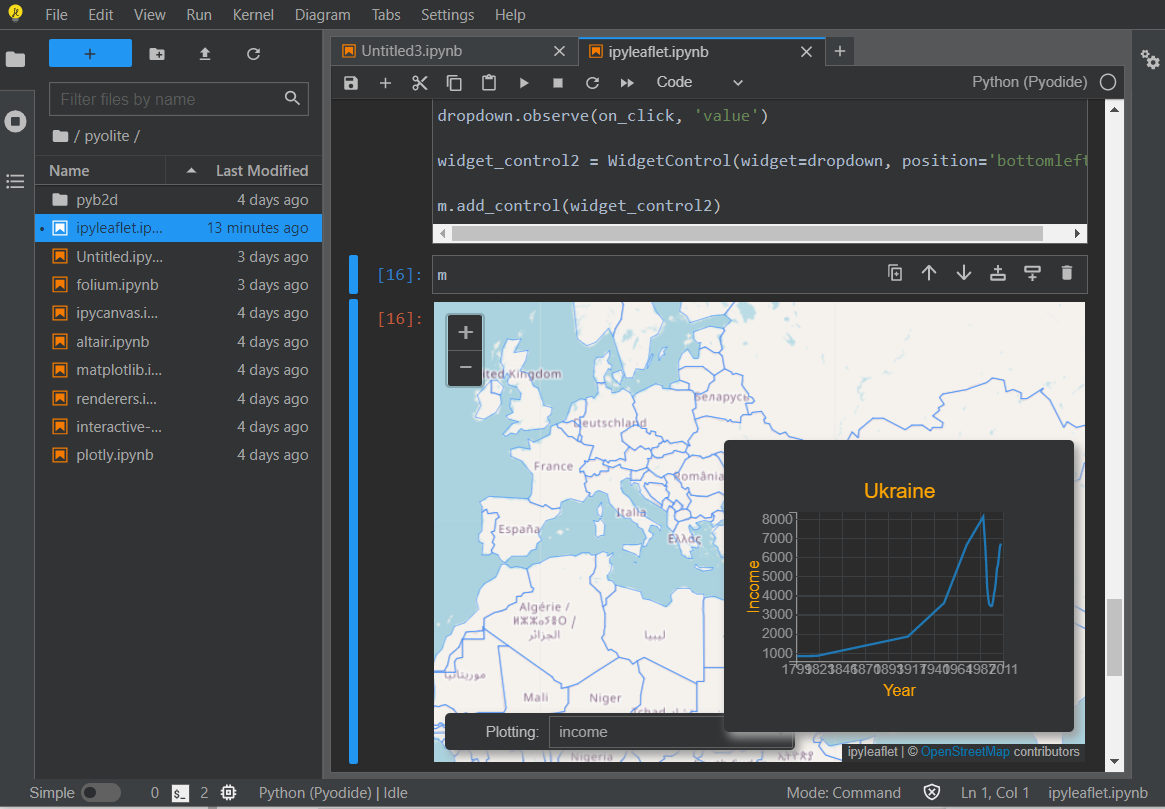 File Edit View Run Kernel Diagram Tabs Settings Help
Untitled3.ipynb
ipyleaflet.ipynb
Filter files by name
/ pyolite /
Name Last Modified
pyb2d 4 days ago
ipyleaflet.ip... 13 minutes ago
Untitled.ipy... 3 days ago
folium.ipynb 3 days ago
ipycanvas.i... 4 days ago
altair.ipynb 4 days ago
matplotlib.i... 4 days ago
renderers.i... 4 days ago
interactive-... 4 days ago
plotly.ipynb 4 days ago
Code
Python (Pyodide)
dropdown.observe(on_click, 'value')
widget_control2 = WidgetControl(widget=dropdown, position='bottomleft
m.add_control(widget_control2)
[16]: m
[16]:
+
−
ited Kingdom
Беларусь
Deutschland
France
România
Italia
España
Ελλάς
Algérie /
ⵍⵣⵣⴰⵢⴻⵔ /
الجزائر
ليبيا
موريتانيا
Mali
Niger
Nigeria
Ukraine
8000
7000
6000
5000
4000
3000
2000
1000
Income
1799 1823 1846 1870 1893 1917 1940 1964 1987 2011
Year
Plotting: income
ipyleaflet | © OpenStreetMap contributors
Simple 0 $_ 2 Python (Pyodide) | Idle
Mode: Command Ln 1, Col 1 ipyleaflet.ipynb